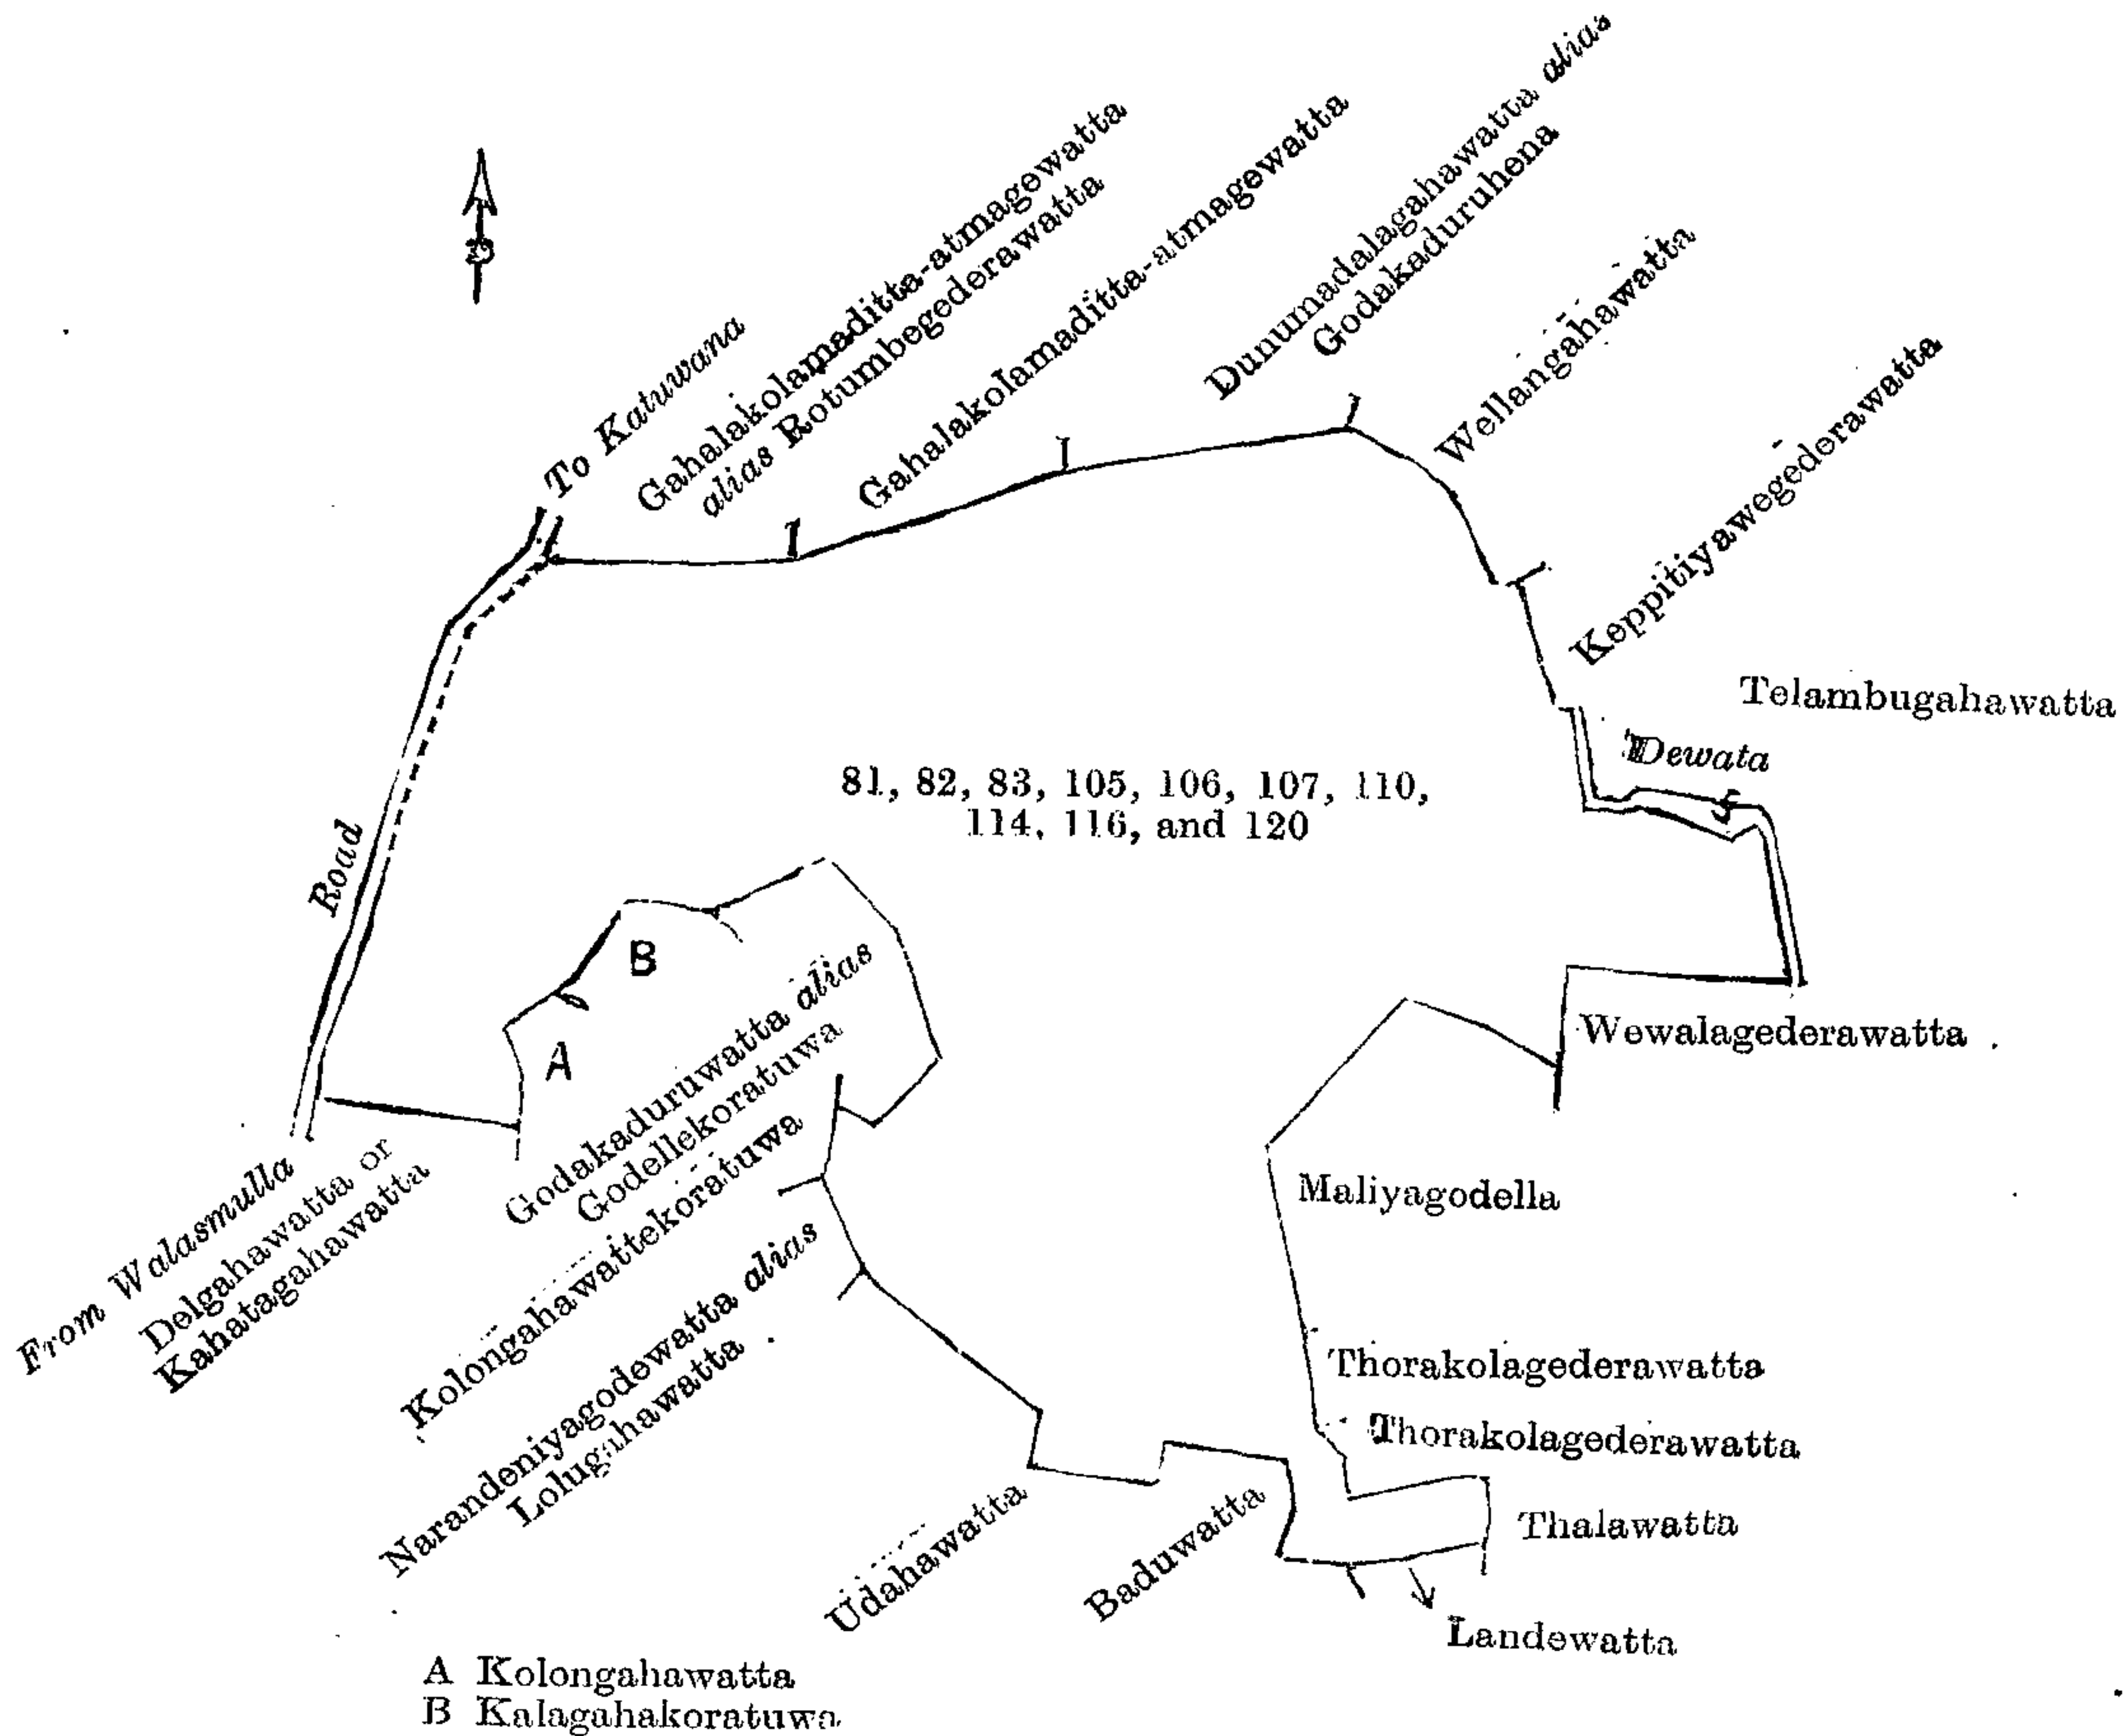 To Katuwana
Gahalakolamaditta-atmagewatta
alias Rotumbegederawatta
Gahalakolamaditta-atmagewatta
Dunumadalagahawatta alias
Godakaduruhena
Wellangahawatta
Keppitiyawegederawatta
Telambugahawatta
Dewata
81, 82, 83, 105, 106, 107, 110,
114, 116, and 120
Road
B
A
Wewalagederawatta
From Walasmulla
Delgahawatta or
Kahatagahawatta
Godakaduruwatta alias
Godellekoratuwa
Kolongahawattekoratuwa
Narandeniyagodewatta alias
Lolugahawatta
Udahawatta
Baduwatta
Maliyagodella
Thorakolagederawatta
Thorakolagederawatta
Thalawatta
Landewatta
A Kolongahawatta
B Kalagahakoratuwa